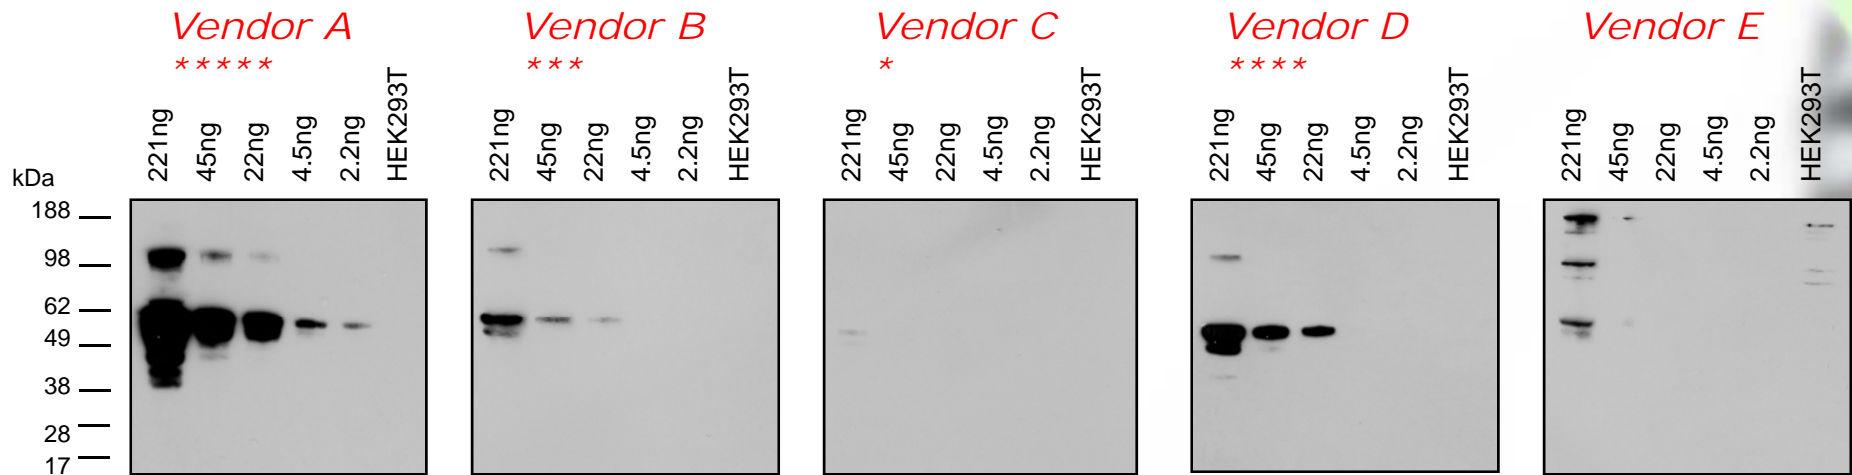 Vendor A
*****
221ng
45ng
22ng
4.5ng
2.2ng
HEK293T
Vendor B
***
221ng
45ng
22ng
4.5ng
2.2ng
HEK293T
Vendor C
*
221ng
45ng
22ng
4.5ng
2.2ng
HEK293T
Vendor D
****
221ng
45ng
22ng
4.5ng
2.2ng
HEK293T
Vendor E
221ng
45ng
22ng
4.5ng
2.2ng
HEK293T
kDa
188
98
62
49
38
28
17